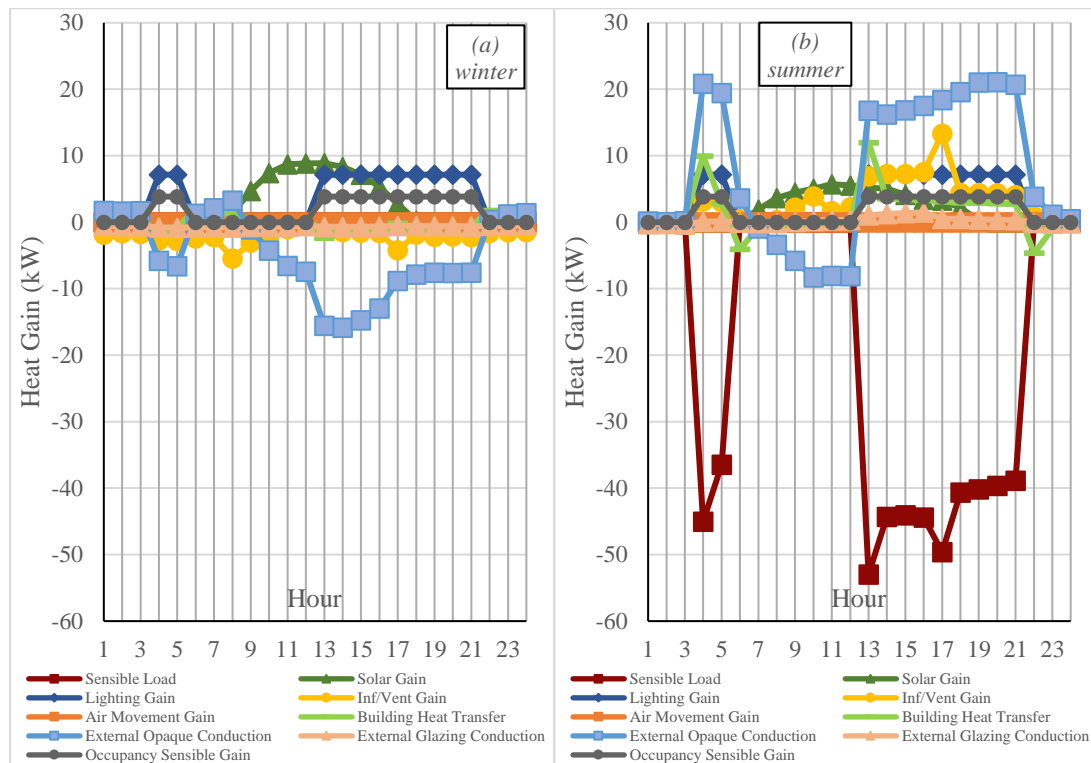 (a)
winter
Heat Gain (kW)
30
20
10
0
-10
-20
-30
-40
-50
-60
Hour
1 3 5 7 9 11 13 15 17 19 21 23
Sensible Load Solar Gain
Lighting Gain Inf/Vent Gain
Air Movement Gain Building Heat Transfer
External Opaque Conduction External Glazing Conduction
Occupancy Sensible Gain
(b)
summer
Heat Gain (kW)
30
20
10
0
-10
-20
-30
-40
-50
-60
Hour
1 3 5 7 9 11 13 15 17 19 21 23
Sensible Load Solar Gain
Lighting Gain Inf/Vent Gain
Air Movement Gain Building Heat Transfer
External Opaque Conduction External Glazing Conduction
Occupancy Sensible Gain